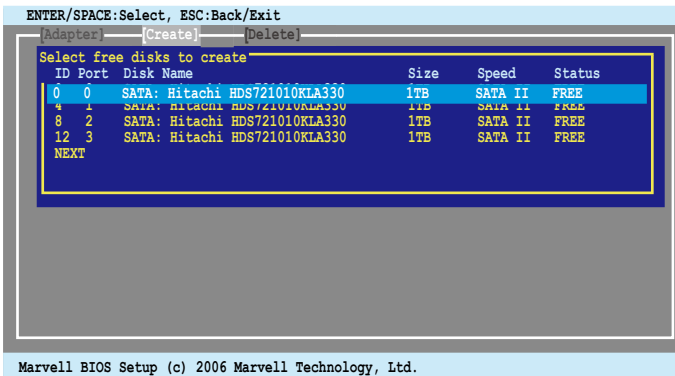 ENTER/SPACE:Select, ESC:Back/Exit
[Adapter] [Create] [Delete]
Select free disks to create
ID Port Disk Name Size Speed Status
0 0 SATA: Hitachi HDS721010KLA330 1TB SATA II FREE
4 1 SATA: Hitachi HDS721010KLA330 1TB SATA II FREE
8 2 SATA: Hitachi HDS721010KLA330 1TB SATA II FREE
12 3 SATA: Hitachi HDS721010KLA330 1TB SATA II FREE
NEXT
Marvell BIOS Setup (c) 2006 Marvell Technology, Ltd.